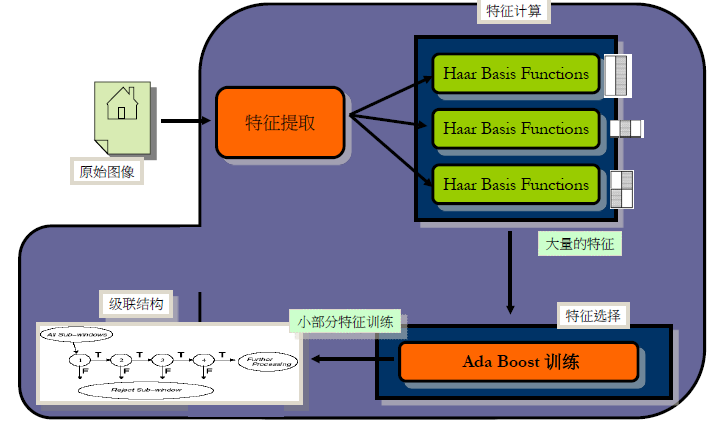 特征计算
Haar Basis Functions
特征提取
Haar Basis Functions
原始图像
Haar Basis Functions
大量的特征
级联结构
小部分特征训练
特征选择
All Sub-windows
T T T T
1 2 3 4
Further
Processing
F F F F
Reject Sub-window
Ada Boost 训练